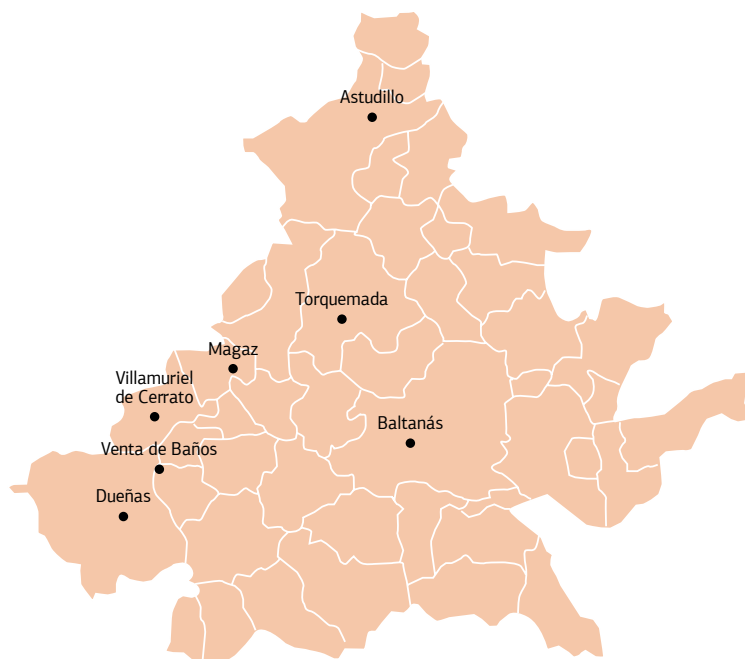 Astudillo
Torquemada
Magaz
Villamuriel
de Cerrato
Baltanás
Venta de Baños
Dueñas